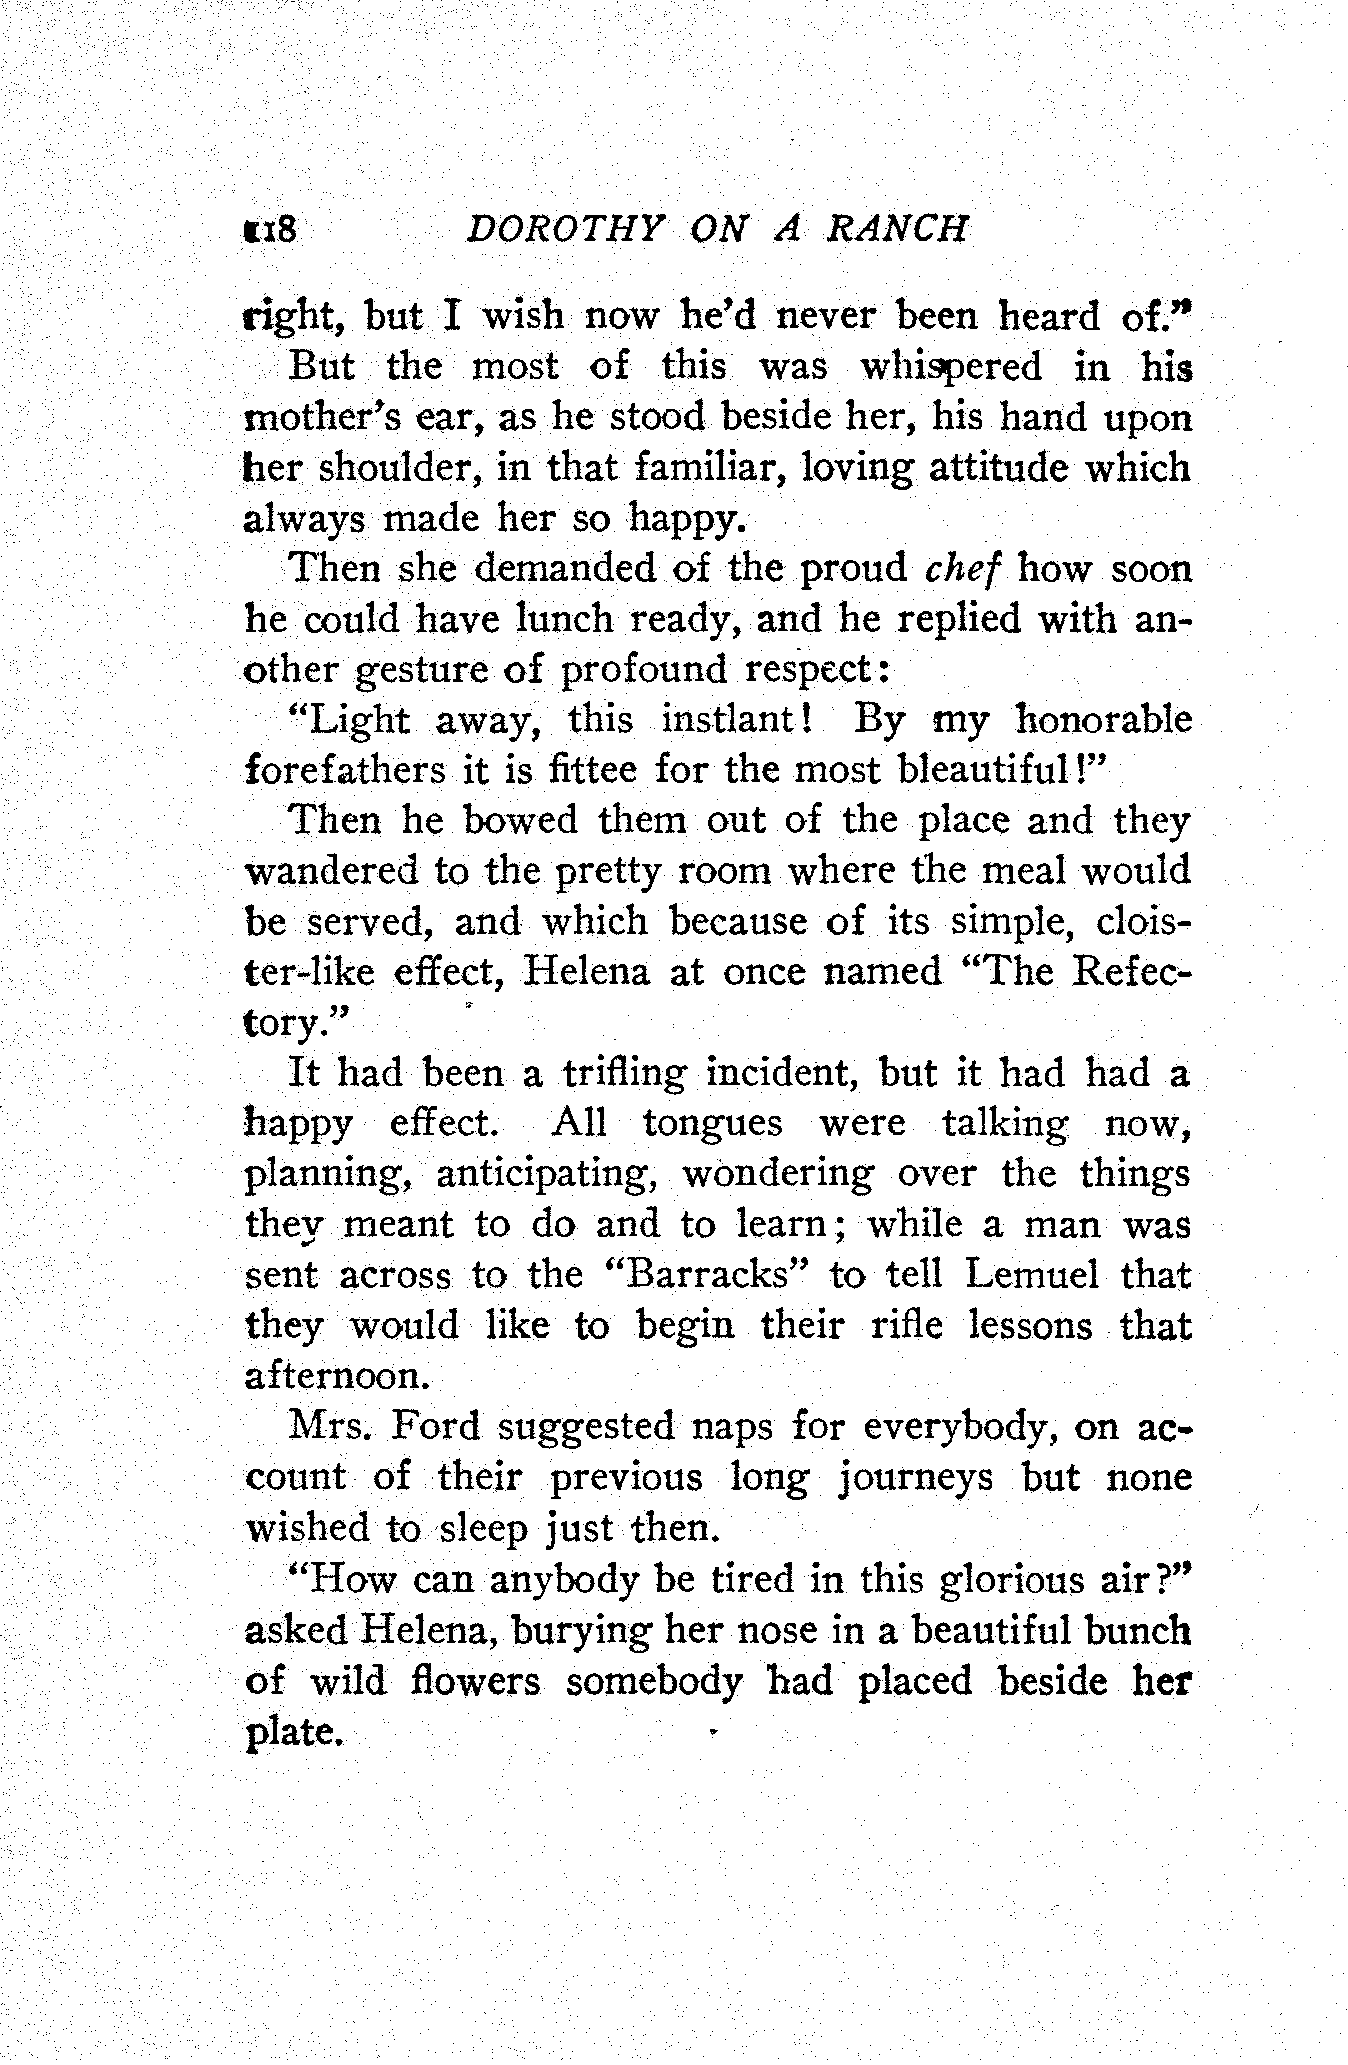 118 DOROTHY ON A RANCH
right, but I wish now he'd never been heard of."
But the most of this was whispered in his
mother's ear, as he stood beside her, his hand upon
her shoulder, in that familiar, loving attitude which
always made her so happy.
Then she demanded of the proud chef how soon
he could have lunch ready, and he replied with an-
other gesture of profound respect:
"Light away, this instlant! By my honorable
forefathers it is fittee for the most bleautiful!"
Then he bowed them out of the place and they
wandered to the pretty room where the meal would
be served, and which because of its simple, clois-
ter-like effect, Helena at once named "The Refec-
tory."
It had been a trifling incident, but it had had a
happy effect. All tongues were talking now,
planning, anticipating, wondering over the things
they meant to do and to learn; while a man was
sent across to the "Barracks" to tell Lemuel that
they would like to begin their rifle lessons that
afternoon.
Mrs. Ford suggested naps for everybody, on ac-
count of their previous long journeys but none
wished to sleep just then.
"How can anybody be tired in this glorious air?"
asked Helena, burying her nose in a beautiful bunch
of wild flowers somebody had placed beside her
plate.